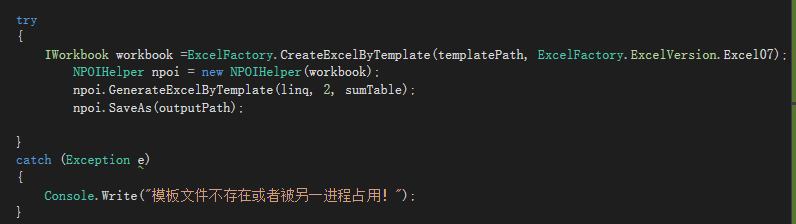 try
{
IWorkbook workbook =ExcelFactory.CreateExcelByTemplate(templatePath, ExcelFactory.ExcelVersion.Excel07);
NPOIHelper npoi = new NPOIHelper(workbook);
npoi.GenerateExcelByTemplate(linq, 2, sumTable);
npoi.SaveAs(outputPath);
}
catch (Exception e)
{
Console.Write("模板文件不存在或者被另一进程占用！");
}